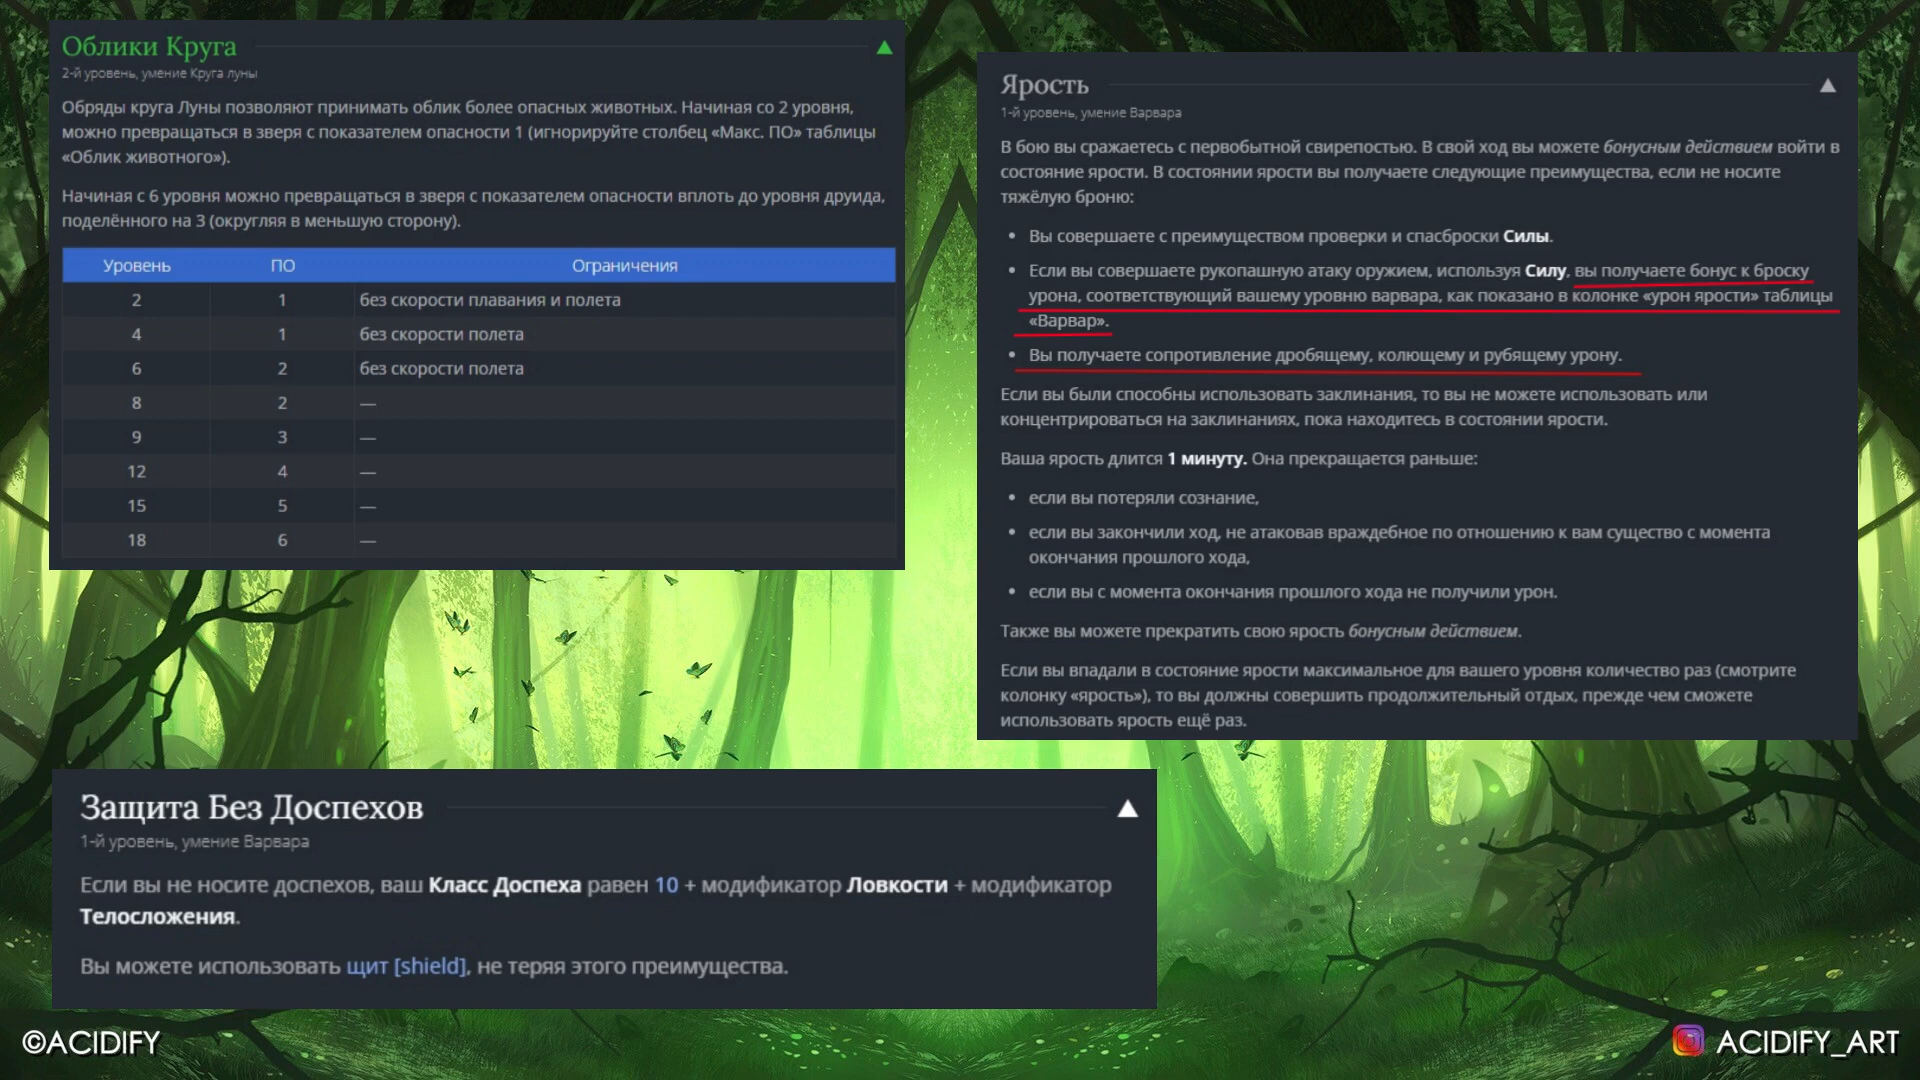 Облики Круга
2-й уровень, умение Круга луны
Обряды круга Луны позволяют принимать облик более опасных животных. Начиная со 2 уровня,
можно превращаться в зверя с показателем опасности 1 (игнорируйте столбец «Макс. ПО» таблицы
«Облик животного»).
Начиная с 6 уровня можно превращаться в зверя с показателем опасности вплоть до уровня друида,
поделённого на 3 (округляя в меньшую сторону).
Уровень ПО Ограничения
2 1 без скорости плавания и полета
4 1 без скорости полета
6 2 без скорости полета
8 2 —
9 3 —
12 4 —
15 5 —
18 6 —
Ярость
1-й уровень, умение Варвара
В бою вы сражаетесь с первобытной свирепостью. В свой ход вы можете бонусным действием войти в
состояние ярости. В состоянии ярости вы получаете следующие преимущества, если не носите
тяжёлую броню:
• Вы совершаете с преимуществом проверки и спасброски Силы.
• Если вы совершаете рукопашную атаку оружием, используя Силу, вы получаете бонус к броску
урона, соответствующий вашему уровню варвара, как показано в колонке «урон ярости» таблицы
«Варвар».
• Вы получаете сопротивление дробящему, колющему и рубящему урону.
Если вы были способны использовать заклинания, то вы не можете использовать или
концентрироваться на заклинаниях, пока находитесь в состоянии ярости.
Ваша ярость длится 1 минуту. Она прекращается раньше:
• если вы потеряли сознание,
• если вы закончили ход, не атаковав враждебное по отношению к вам существо с момента
окончания прошлого хода,
• если вы с момента окончания прошлого хода не получили урон.
Также вы можете прекратить свою ярость бонусным действием.
Если вы впадали в состояние ярости максимальное для вашего уровня количество раз (смотрите
колонку «ярость»), то вы должны совершить продолжительный отдых, прежде чем сможете
использовать ярость ещё раз.
Защита Без Доспехов
1-й уровень, умение Варвара
Если вы не носите доспехов, ваш Класс Доспеха равен 10 + модификатор Ловкости + модификатор
Телосложения.
Вы можете использовать щит [shield], не теряя этого преимущества.
©ACIDIFY
ACIDIFY_ART